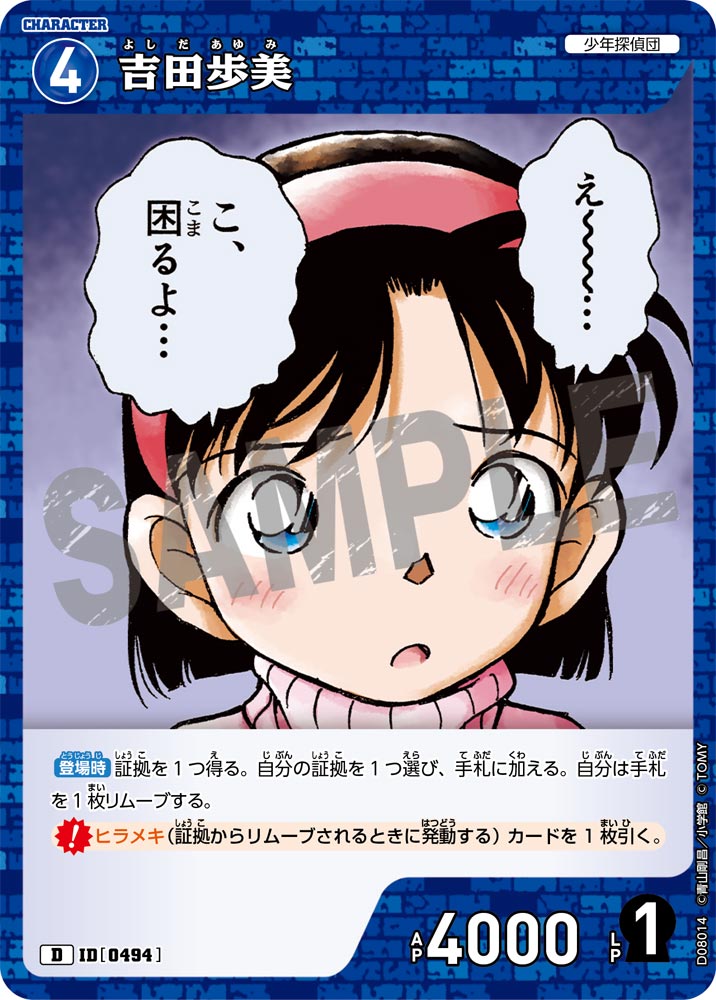 CHARACTER
4
よしだあゆみ
吉田歩美
少年探偵団
え〜〜〜…
こ、
困るよ…
こま
SAMPLE
登場時 証拠を1つ得る。自分の証拠を1つ選び、手札に加える。自分は手札
を1枚リムーブする。
ヒラメキ(証拠からリムーブされるときに発動する) カードを1枚引く。
D ID[0494]
AP 4000 LP 1
D08014 ©青山剛昌/小学館 © TOMY